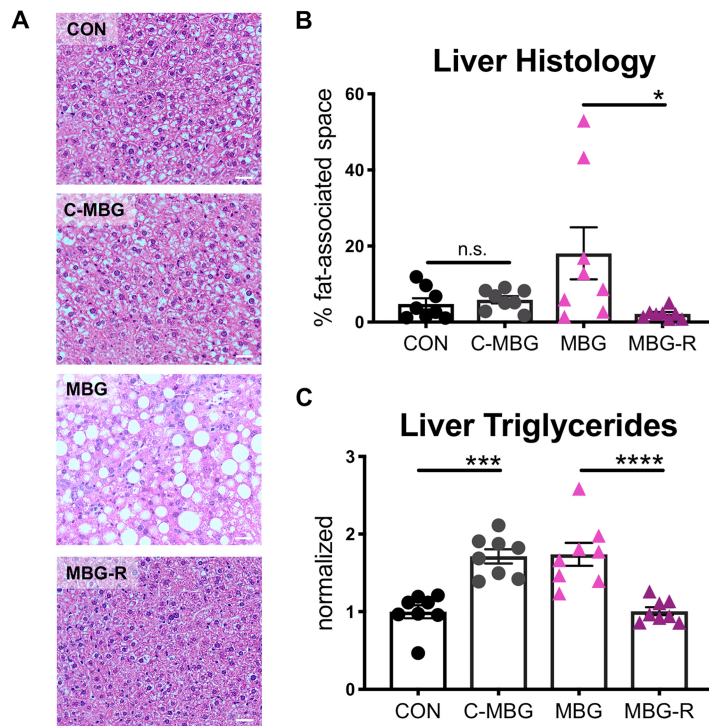 A
CON
C-MBG
MBG
MBG-R
B
Liver Histology
% fat-associated space
60
40
20
0
*
n.s.
CON C-MBG MBG MBG-R
C
Liver Triglycerides
normalized
3
2
1
0
***
****
CON C-MBG MBG MBG-R